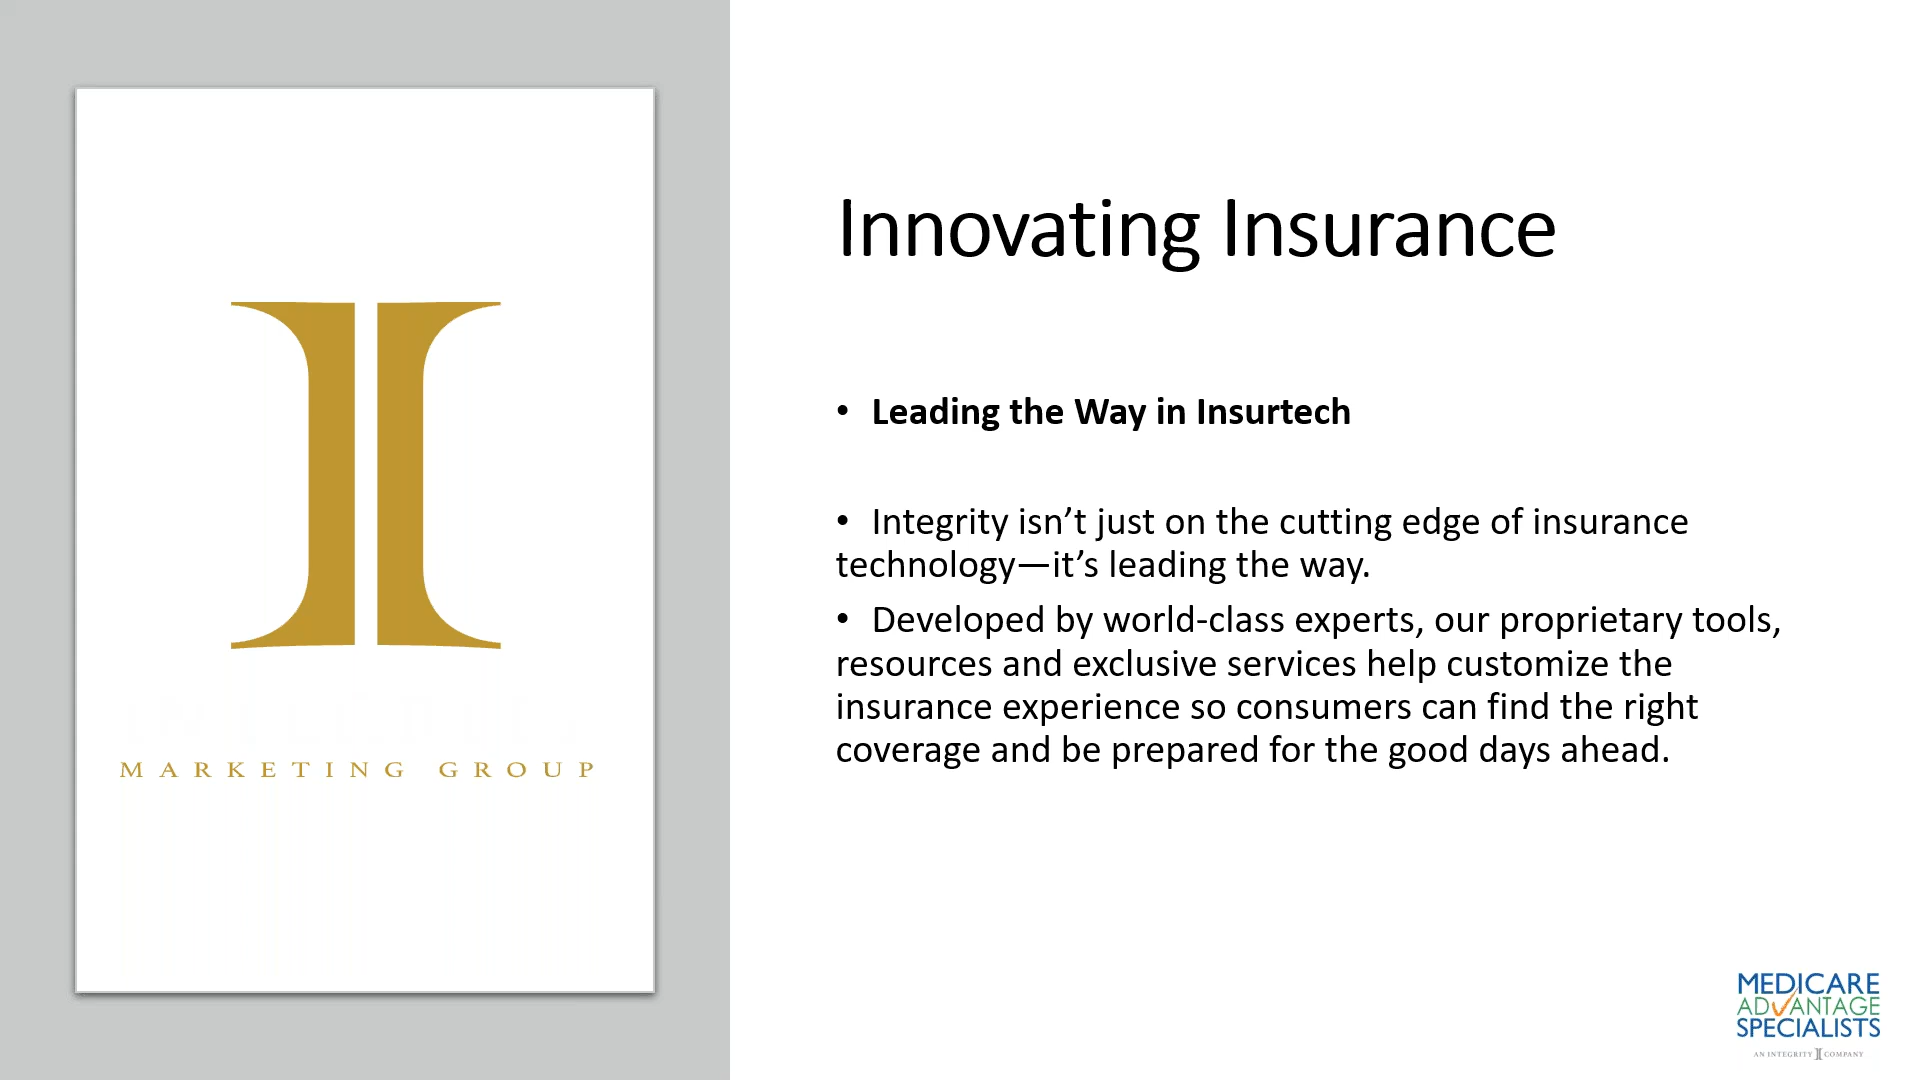 MARKETING GROUP
Innovating Insurance
• Leading the Way in Insurtech
• Integrity isn’t just on the cutting edge of insurance
technology—it’s leading the way.
• Developed by world-class experts, our proprietary tools,
resources and exclusive services help customize the
insurance experience so consumers can find the right
coverage and be prepared for the good days ahead.
MEDICARE
ADVANTAGE
SPECIALISTS
AN INTEGRITY COMPANY